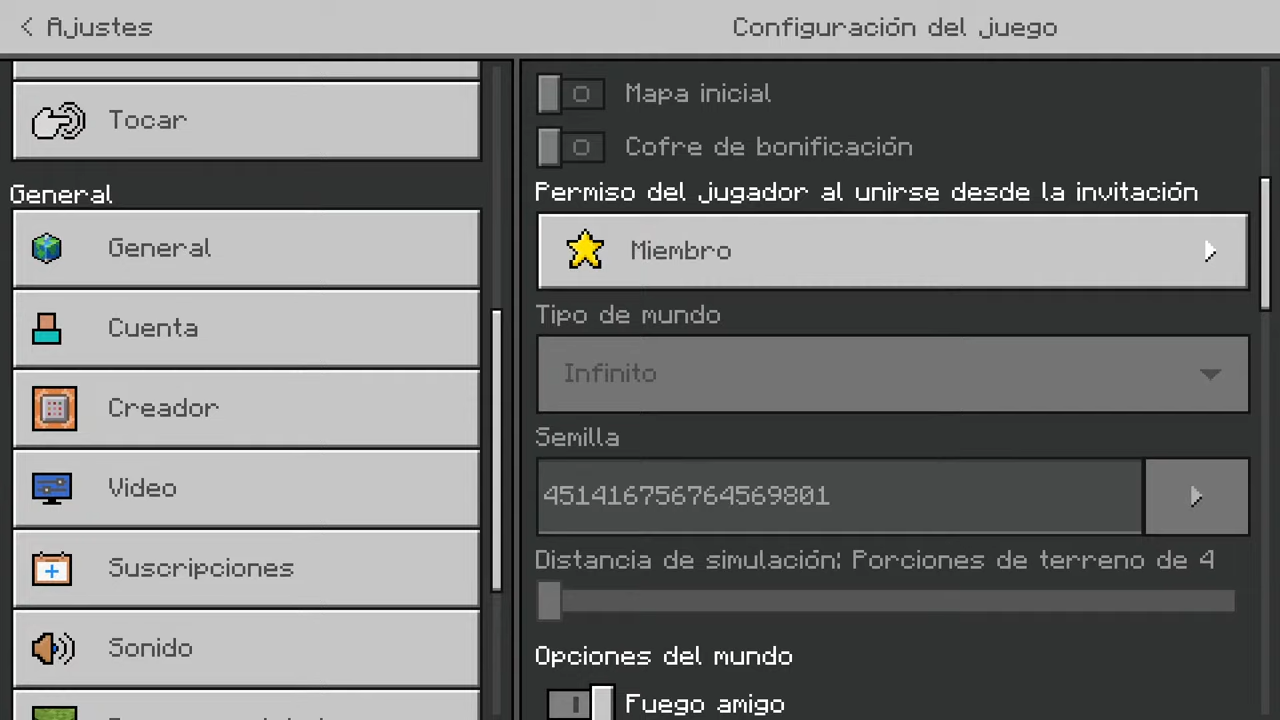 Ajustes
Configuración del juego
Tocar
General
General
Cuenta
Creador
Video
Suscripciones
Sonido
Mapa inicial
Cofre de bonificación
Permiso del jugador al unirse desde la invitación
Miembro
Tipo de mundo
Infinito
Semilla
451416756764569801
Distancia de simulación: Porciones de terreno de 4
Opciones del mundo
Fuego amigo